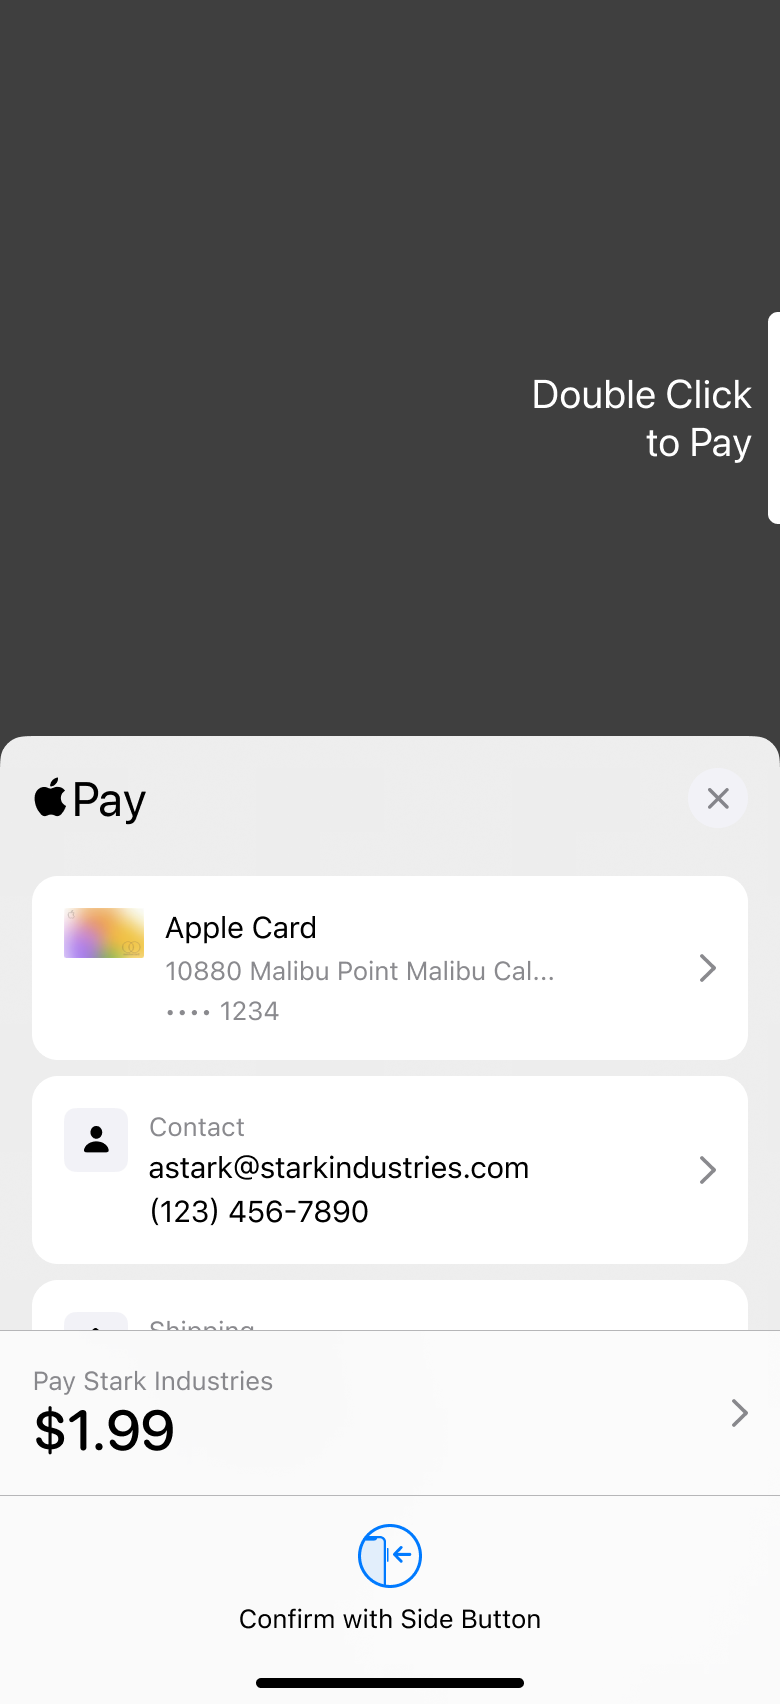 Double Click
to Pay
Pay
Apple Card
10880 Malibu Point Malibu Cal...
•••• 1234
Contact
astark@starkindustries.com
(123) 456-7890
Shipping
Pay Stark Industries
$1.99
Confirm with Side Button